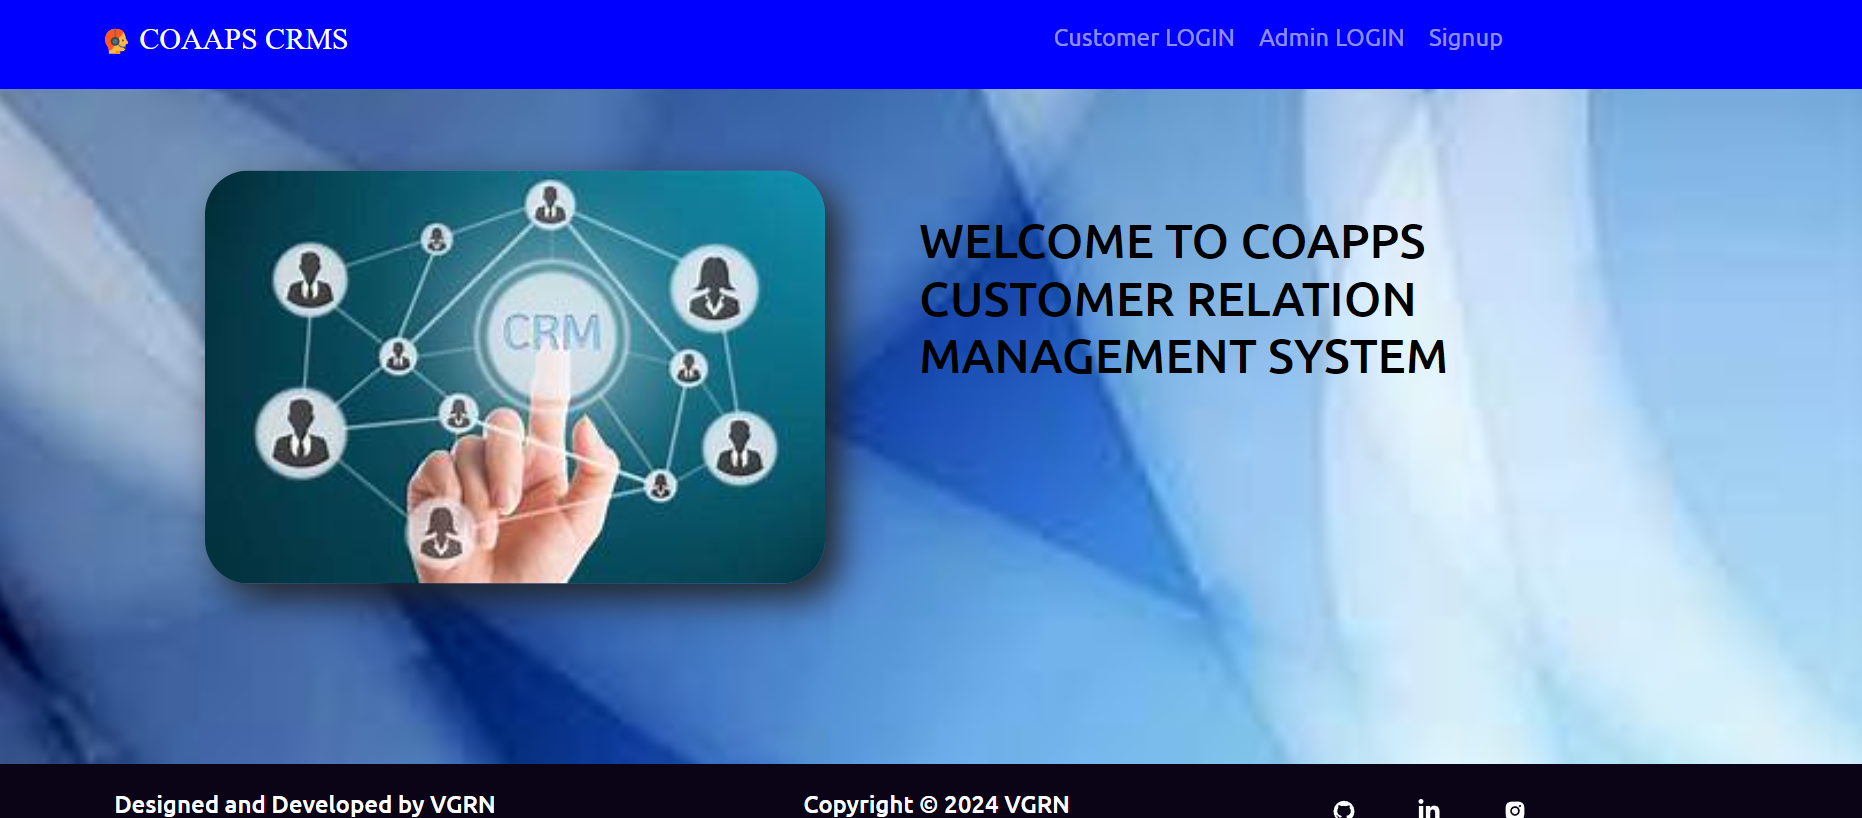 COAAPS CRMS
Customer LOGIN Admin LOGIN Signup
CRM
WELCOME TO COAPPS
CUSTOMER RELATION
MANAGEMENT SYSTEM
Designed and Developed by VGRN
Copyright © 2024 VGRN
in